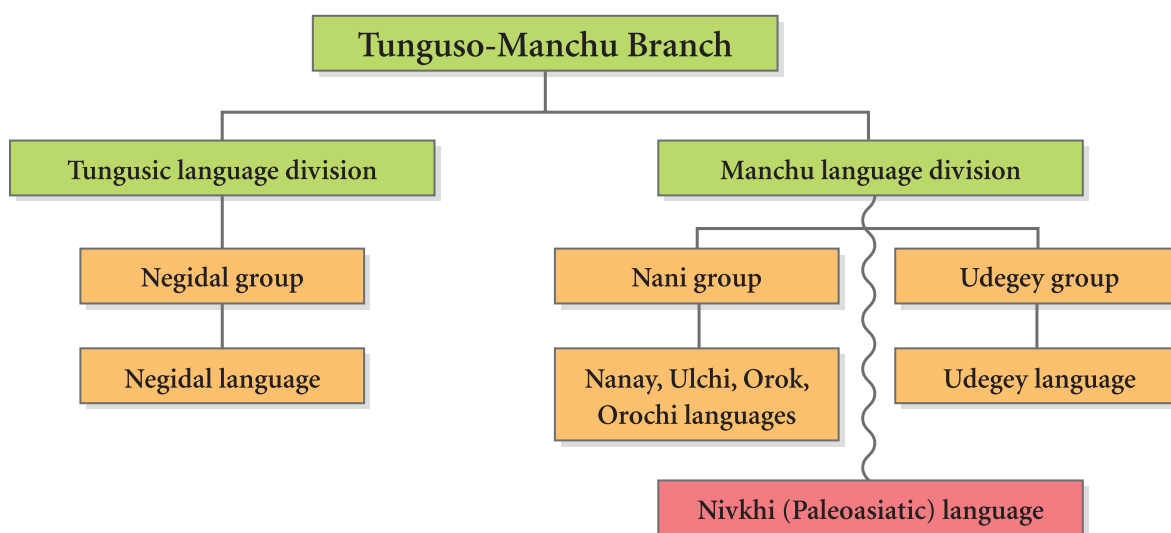 Tunguso-Manchu Branch
Tungusic language division
Manchu language division
Negidal group
Nani group
Udegey group
Negidal language
Nanay, Ulchi, Orok,
Orochi languages
Udegey language
Nivkhi (Paleoasiatic) language